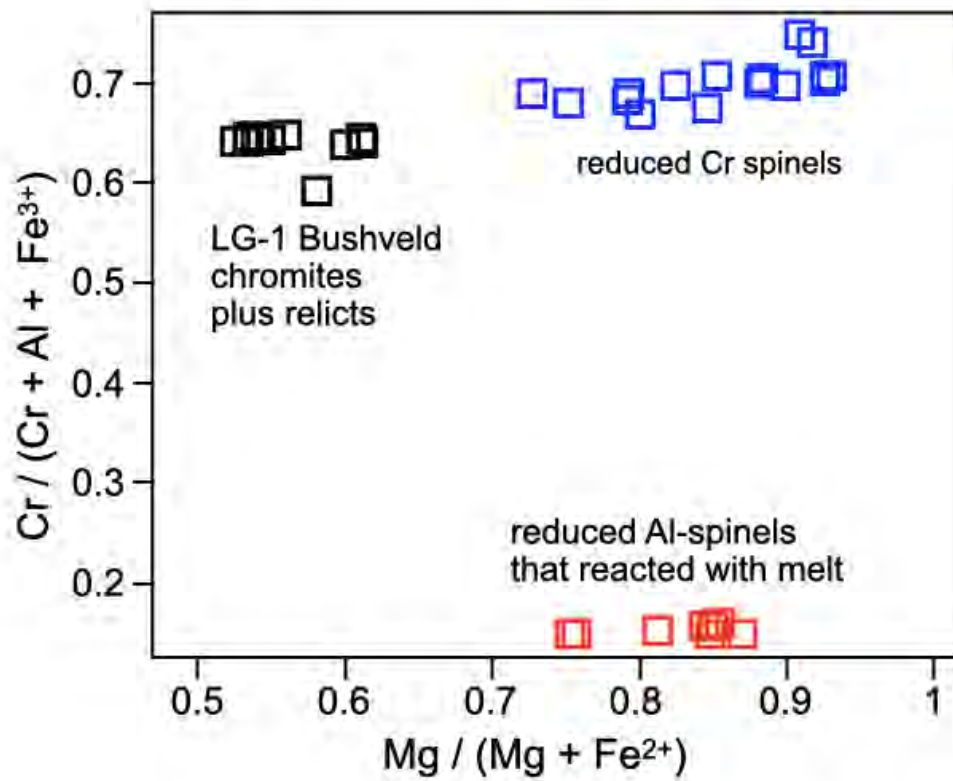 0.7
0.6
0.5
0.4
0.3
0.2
Cr / (Cr + Al + Fe³⁺)
reduced Cr spinels
LG-1 Bushveld
chromites
plus relicts
reduced Al-spinels
that reacted with melt
0.5 0.6 0.7 0.8 0.9 1
Mg / (Mg + Fe²⁺)